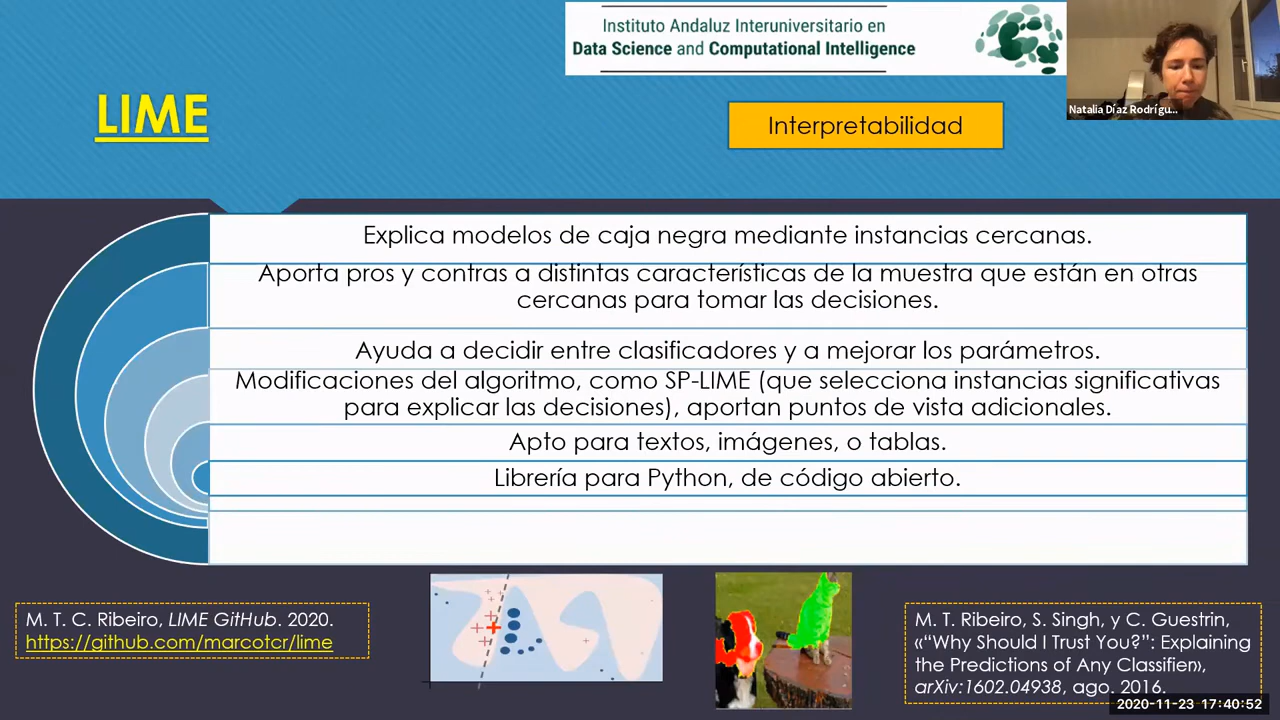 Instituto Andaluz Interuniversitario en
Data Science and Computational Intelligence
Natalia Díaz Rodrígu...
LIME
Interpretabilidad
Explica modelos de caja negra mediante instancias cercanas.
Aporta pros y contras a distintas características de la muestra que están en otras
cercanas para tomar las decisiones.
Ayuda a decidir entre clasificadores y a mejorar los parámetros.
Modificaciones del algoritmo, como SP-LIME (que selecciona instancias significativas
para explicar las decisiones), aportan puntos de vista adicionales.
Apto para textos, imágenes, o tablas.
Librería para Python, de código abierto.
M. T. C. Ribeiro, LIME GitHub. 2020.
https://github.com/marcotcr/lime
M. T. Ribeiro, S. Singh, y C. Guestrin,
«“Why Should I Trust You?”: Explaining
the Predictions of Any Classifier»,
arXiv:1602.04938, ago. 2016.
2020-11-23 17:40:52